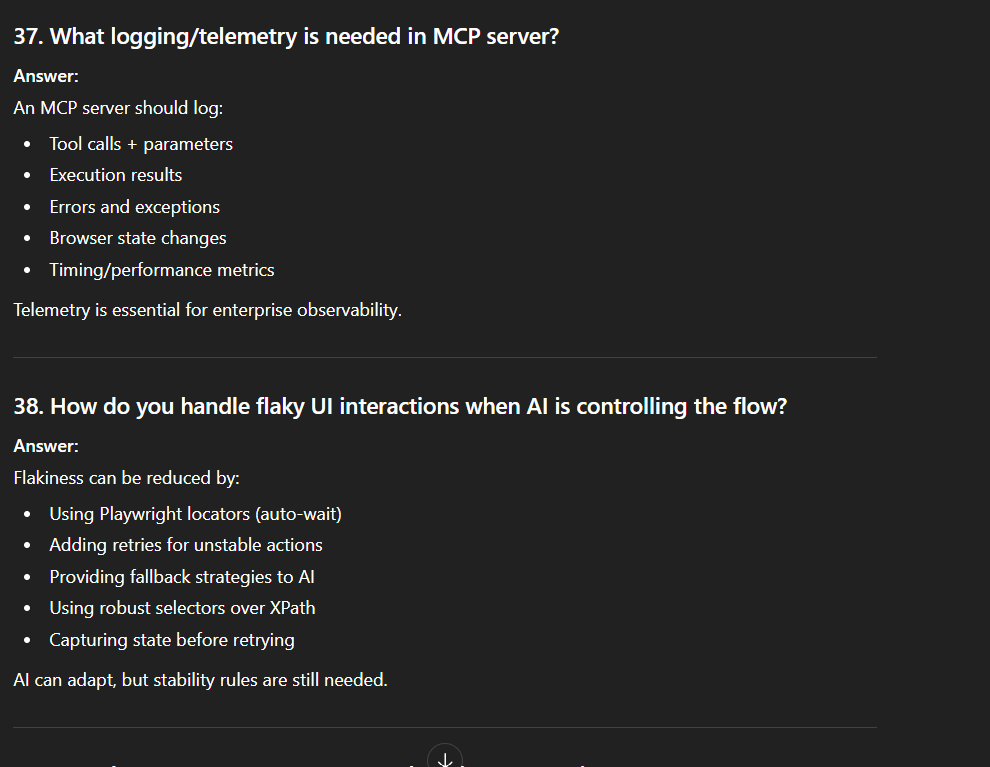 37. What logging/telemetry is needed in MCP server?
Answer:
An MCP server should log:
• Tool calls + parameters
• Execution results
• Errors and exceptions
• Browser state changes
• Timing/performance metrics
Telemetry is essential for enterprise observability.
38. How do you handle flaky UI interactions when AI is controlling the flow?
Answer:
Flakiness can be reduced by:
• Using Playwright locators (auto-wait)
• Adding retries for unstable actions
• Providing fallback strategies to AI
• Using robust selectors over XPath
• Capturing state before retrying
AI can adapt, but stability rules are still needed.